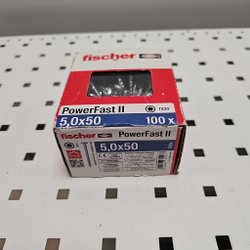 fischer
PowerFast II
TX20
5,0x50
100 x
fischer
PowerFast II
5,0x50